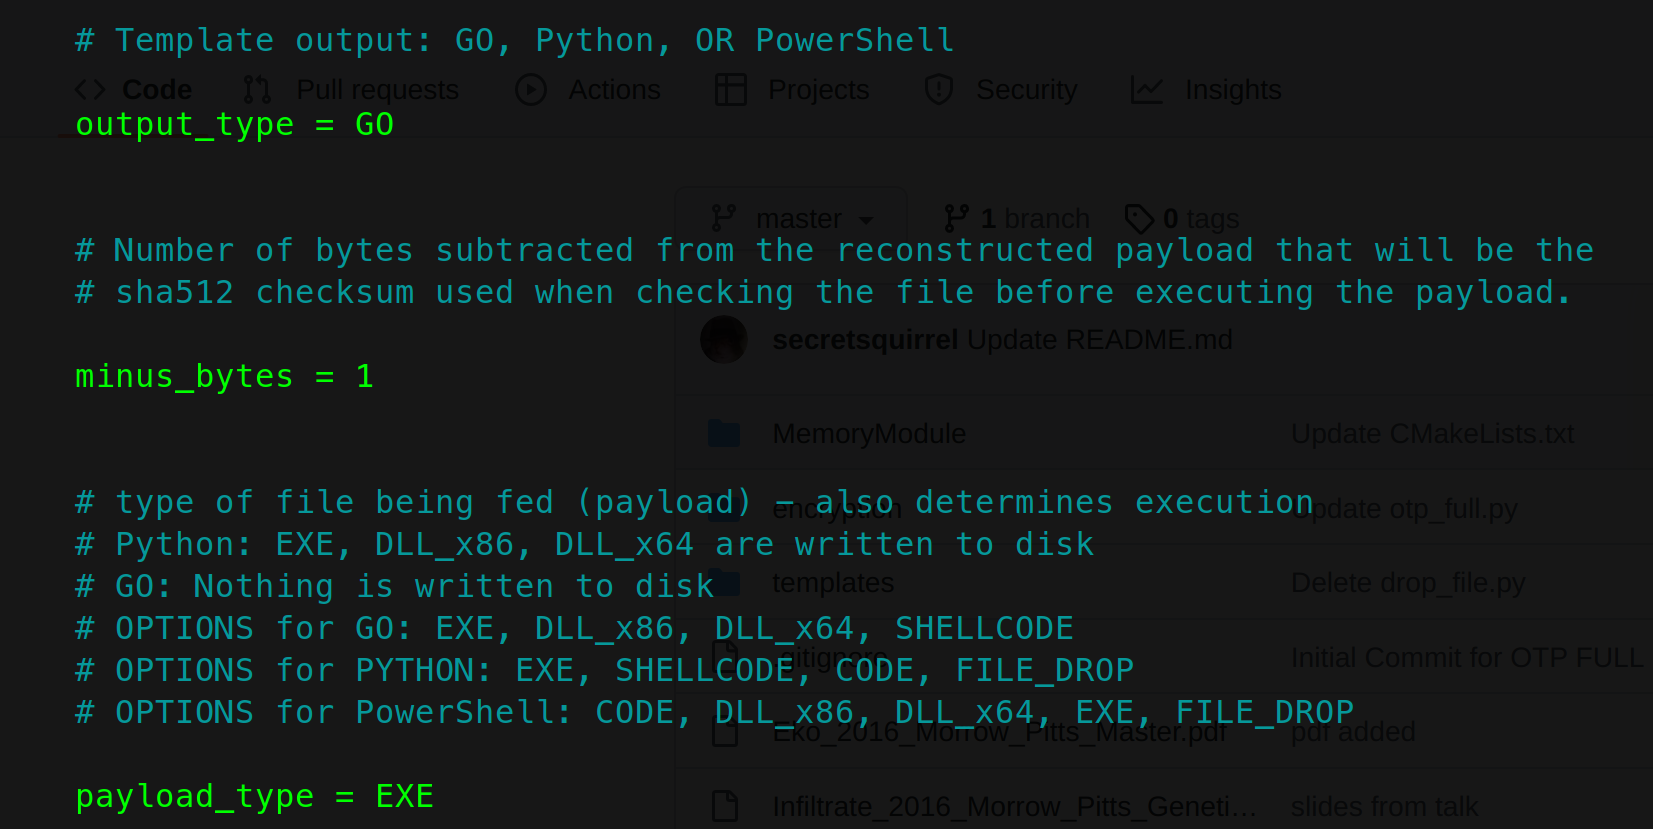 # Template output: GO, Python, OR PowerShell
Code Pull requests Actions Projects Security Insights
output_type = GO
master 1 branch 0 tags
# Number of bytes subtracted from the reconstructed payload that will be the
# sha512 checksum used when checking the file before executing the payload.
secretsquirrel Update README.md
minus_bytes = 1
MemoryModule Update CMakeLists.txt
# type of file being fed (payload) – also determines execution
encryption Update otp_full.py
# Python: EXE, DLL_x86, DLL_x64 are written to disk
# GO: Nothing is written to disk
templates Delete drop_file.py
# OPTIONS for GO: EXE, DLL_x86, DLL_x64, SHELLCODE
.gitignore Initial Commit for OTP FULL
# OPTIONS for PYTHON: EXE, SHELLCODE, CODE, FILE_DROP
# OPTIONS for PowerShell: CODE, DLL_x86, DLL_x64, EXE, FILE_DROP
Eko_2016_Morrow_Pitts_Master.pdf pdf added
payload_type = EXE
Infiltrate_2016_Morrow_Pitts_Geneti... slides from talk